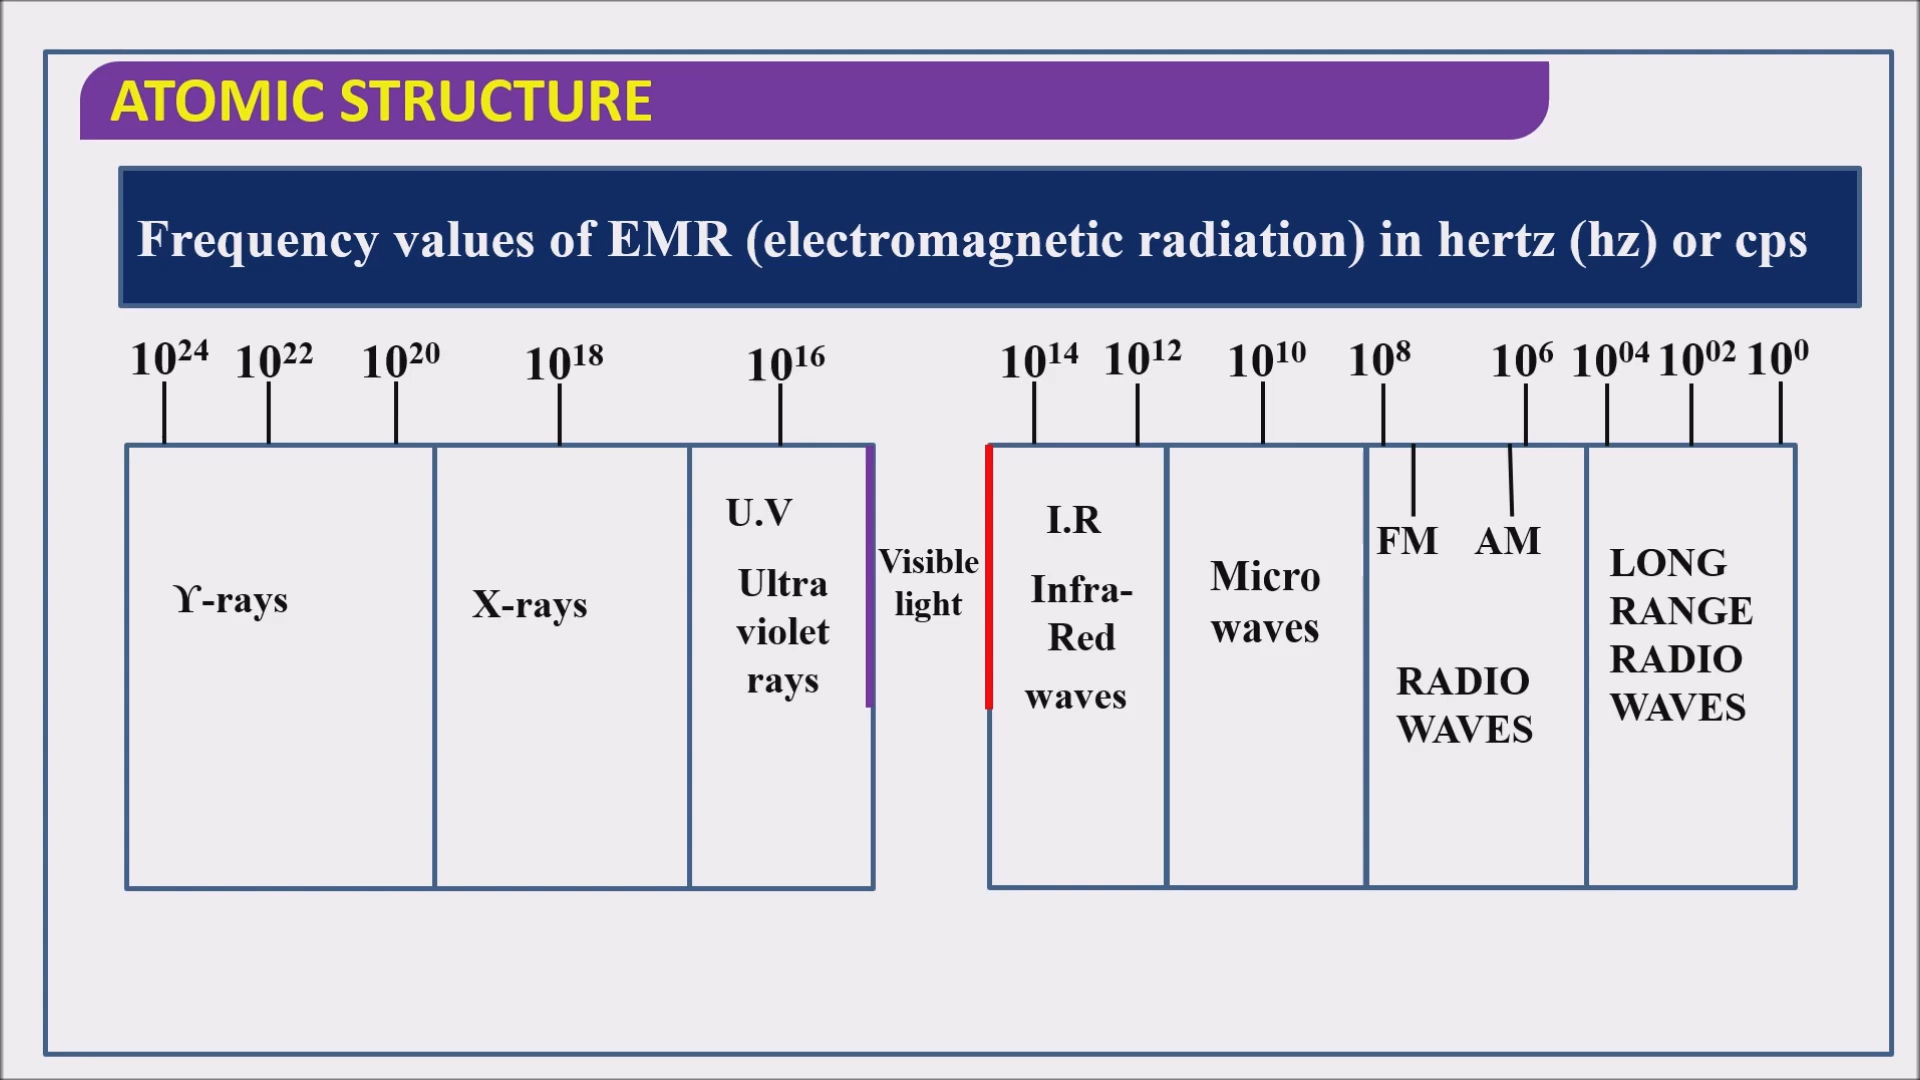 ATOMIC STRUCTURE
Frequency values of EMR (electromagnetic radiation) in hertz (hz) or cps
10²⁴ 10²² 10²⁰ 10¹⁸ 10¹⁶ 10¹⁴ 10¹² 10¹⁰ 10⁸ 10⁶ 10⁰⁴ 10⁰² 10⁰
ϒ-rays
X-rays
U.V
Ultra
violet
rays
Visible
light
I.R
Infra-
Red
waves
Micro
waves
FM AM
RADIO
WAVES
LONG
RANGE
RADIO
WAVES